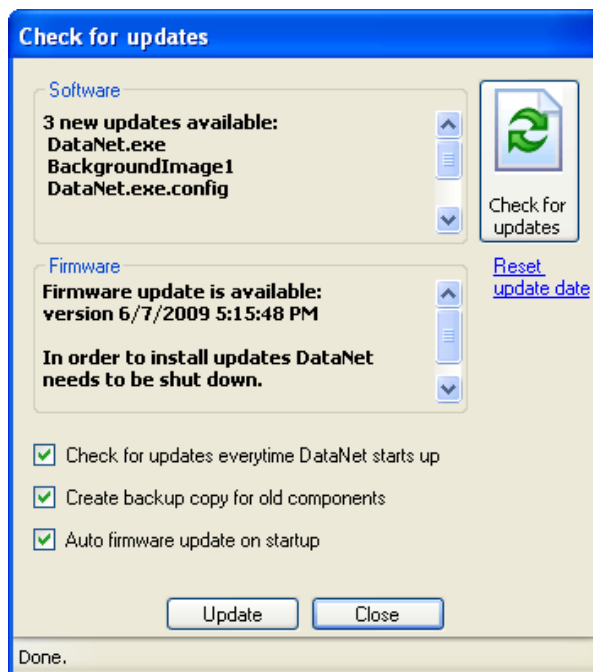 Check for updates
Software
3 new updates available:
DataNet.exe
BackgroundImage1
DataNet.exe.config
Check for
updates
Reset
update date
Firmware
Firmware update is available:
version 6/7/2009 5:15:48 PM
In order to install updates DataNet
needs to be shut down.
Check for updates everytime DataNet starts up
Create backup copy for old components
Auto firmware update on startup
Update
Close
Done.